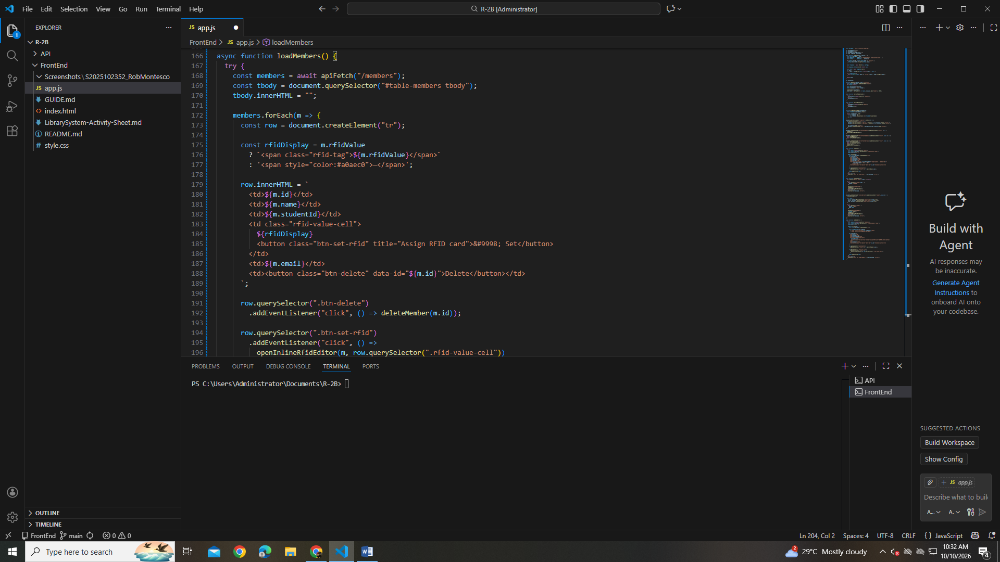 File Edit Selection View Go Run Terminal Help
R-2B [Administrator]
EXPLORER
R-2B
API
FrontEnd
Screenshots\S2025102352_RobMontesco
JS app.js
GUIDE.md
index.html
LibrarySystem-Activity-Sheet.md
README.md
# style.css
OUTLINE
TIMELINE
JS app.js
FrontEnd > JS app.js > loadMembers
166 async function loadMembers() {
167 try {
168 const members = await apiFetch("/members");
169 const tbody = document.querySelector("#table-members tbody");
170 tbody.innerHTML = "";
171
172 members.forEach(m => {
173 const row = document.createElement("tr");
174
175 const rfidDisplay = m.rfidValue
176 ? `<span class="rfid-tag">${m.rfidValue}</span>`
177 : '<span style="color:#a0aec0">—</span>';
178
179 row.innerHTML = `
180 <td>${m.id}</td>
181 <td>${m.name}</td>
182 <td>${m.studentId}</td>
183 <td class="rfid-value-cell">
184 ${rfidDisplay}
185 <button class="btn-set-rfid" title="Assign RFID card">&#9998; Set</button>
186 </td>
187 <td>${m.email}</td>
188 <td><button class="btn-delete" data-id="${m.id}">Delete</button></td>
189 `;
190
191 row.querySelector(".btn-delete")
192 .addEventListener("click", () => deleteMember(m.id));
193
194 row.querySelector(".btn-set-rfid")
195 .addEventListener("click", () =>
196 openInlineRfidEditor(m, row.querySelector(".rfid-value-cell"))
PROBLEMS OUTPUT DEBUG CONSOLE TERMINAL PORTS
PS C:\Users\Administrator\Documents\R-2B>
API
FrontEnd
Build with
Agent
AI responses may
be inaccurate.
Generate Agent
Instructions to
onboard AI onto
your codebase.
SUGGESTED ACTIONS
Build Workspace
Show Config
+ JS app.js
Describe what to buil
A... A.
1
FrontEnd main 0 0
Ln 204, Col 2 Spaces: 4 UTF-8 CRLF {} JavaScript
Type here to search
2
29°C Mostly cloudy
10:32 AM
10/10/2026
4